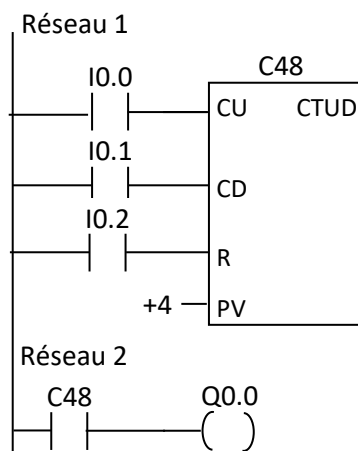 Réseau 1
C48
I0.0
CU CTUD
I0.1
CD
I0.2
R
+4 PV
Réseau 2
C48 Q0.0